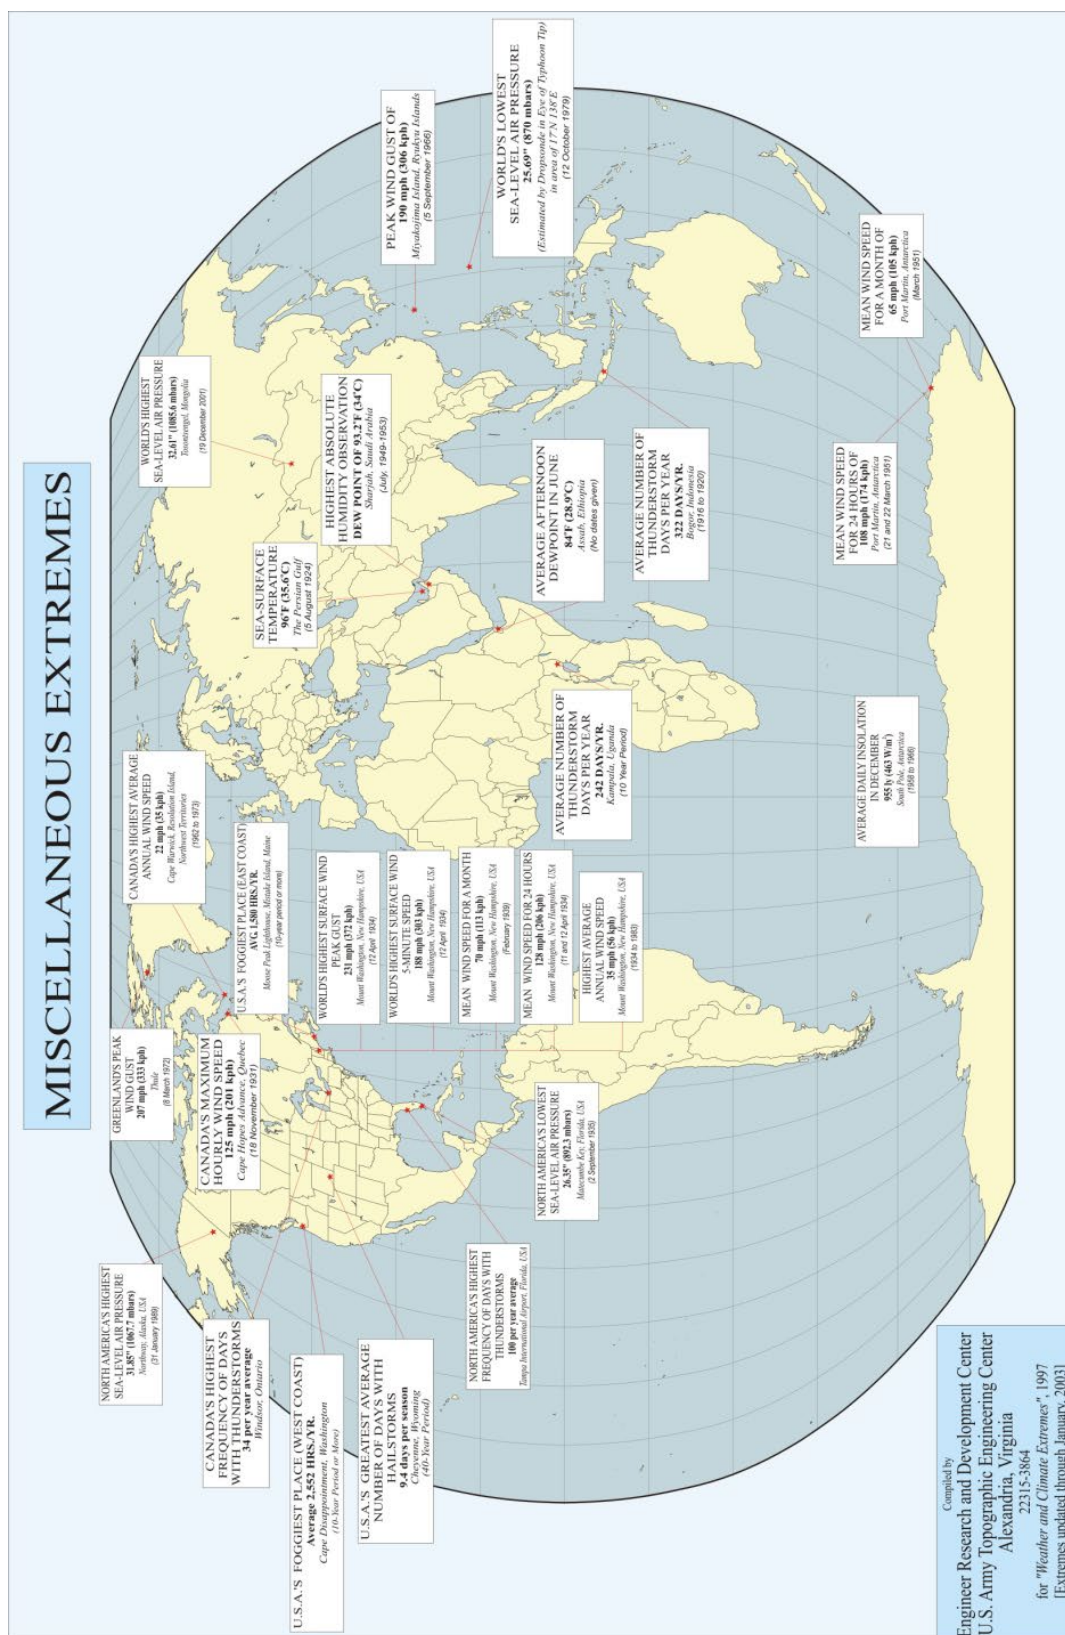 MISCELLANEOUS EXTREMES
NORTH AMERICA'S HIGHEST
SEA-LEVEL AIR PRESSURE
31.85" (1067.7 mbars)
Northway, Alaska, USA
(31 January 1989)
GREENLAND'S PEAK
WIND GUST
207 mph (333 kph)
Thule
(8 March 1972)
CANADA'S HIGHEST AVERAGE
ANNUAL WIND SPEED
22 mph (35 kph)
Cape Warwick, Resolution Island,
Northwest Territories
(1962 to 1973)
WORLD'S HIGHEST
SEA-LEVEL AIR PRESSURE
32.61" (1085.6 mbars)
Tosontsengel, Mongolia
(19 December 2001)
CANADA'S HIGHEST
FREQUENCY OF DAYS
WITH THUNDERSTORMS
34 per year average
Windsor, Ontario
CANADA'S MAXIMUM
HOURLY WIND SPEED
125 mph (201 kph)
Cape Hopes Advance, Quebec
(18 November 1931)
U.S.A.'S FOGGIEST PLACE (EAST COAST)
AVG. 1,580 HRS./YR.
Moose Peak Lighthouse, Mistake Island, Maine
(10-year period or more)
SEA-SURFACE
TEMPERATURE
96°F (35.6°C)
The Persian Gulf
(5 August 1924)
HIGHEST ABSOLUTE
HUMIDITY OBSERVATION
DEW POINT OF 93.2°F (34°C)
Sharjah, Saudi Arabia
(July, 1949-1953)
PEAK WIND GUST OF
190 mph (306 kph)
Miyakojima Island, Ryukyu Islands
(5 September 1966)
WORLD'S LOWEST
SEA-LEVEL AIR PRESSURE
25.69" (870 mbars)
(Estimated by Dropsonde in Eye of Typhoon Tip)
in area of 17°N 138°E
(12 October 1979)
U.S.A.'S FOGGIEST PLACE (WEST COAST)
Average 2,552 HRS./YR.
Cape Disappointment, Washington
(10-Year Period or More)
U.S.A.'S GREATEST AVERAGE
NUMBER OF DAYS WITH
HAILSTORMS
9.4 days per season
Cheyenne, Wyoming
(40-Year Period)
WORLD'S HIGHEST SURFACE WIND
PEAK GUST
231 mph (372 kph)
Mount Washington, New Hampshire, USA
(12 April 1934)
WORLD'S HIGHEST SURFACE WIND
5-MINUTE SPEED
188 mph (303 kph)
Mount Washington, New Hampshire, USA
(12 April 1934)
MEAN WIND SPEED FOR A MONTH
70 mph (113 kph)
Mount Washington, New Hampshire, USA
(February 1939)
MEAN WIND SPEED FOR 24 HOURS
128 mph (206 kph)
Mount Washington, New Hampshire, USA
(11 and 12 April 1934)
HIGHEST AVERAGE
ANNUAL WIND SPEED
35 mph (56 kph)
Mount Washington, New Hampshire, USA
(1934 to 1983)
NORTH AMERICA'S HIGHEST
FREQUENCY OF DAYS WITH
THUNDERSTORMS
100 per year average
Tampa International Airport, Florida, USA
NORTH AMERICA'S LOWEST
SEA-LEVEL AIR PRESSURE
26.35" (892.3 mbars)
Matecumbe Key, Florida, USA
(2 September 1935)
AVERAGE NUMBER OF
THUNDERSTORM
DAYS PER YEAR
242 DAYS/YR.
Kampala, Uganda
(10 Year Period)
AVERAGE AFTERNOON
DEWPOINT IN JUNE
84°F (28.9°C)
Assab, Ethiopia
(No dates given)
AVERAGE NUMBER OF
THUNDERSTORM
DAYS PER YEAR
322 DAYS/YR.
Bogor, Indonesia
(1916 to 1920)
AVERAGE DAILY INSOLATION
IN DECEMBER
955 ly (463 W/m²)
South Pole, Antarctica
(1958 to 1966)
MEAN WIND SPEED
FOR 24 HOURS OF
108 mph (174 kph)
Port Martin, Antarctica
(21 and 22 March 1951)
MEAN WIND SPEED
FOR A MONTH OF
65 mph (105 kph)
Port Martin, Antarctica
(March 1951)
Compiled by
Engineer Research and Development Center
U.S. Army Topographic Engineering Center
Alexandria, Virginia
22315-3864
for "Weather and Climate Extremes", 1997
[Extremes updated through January, 2003]